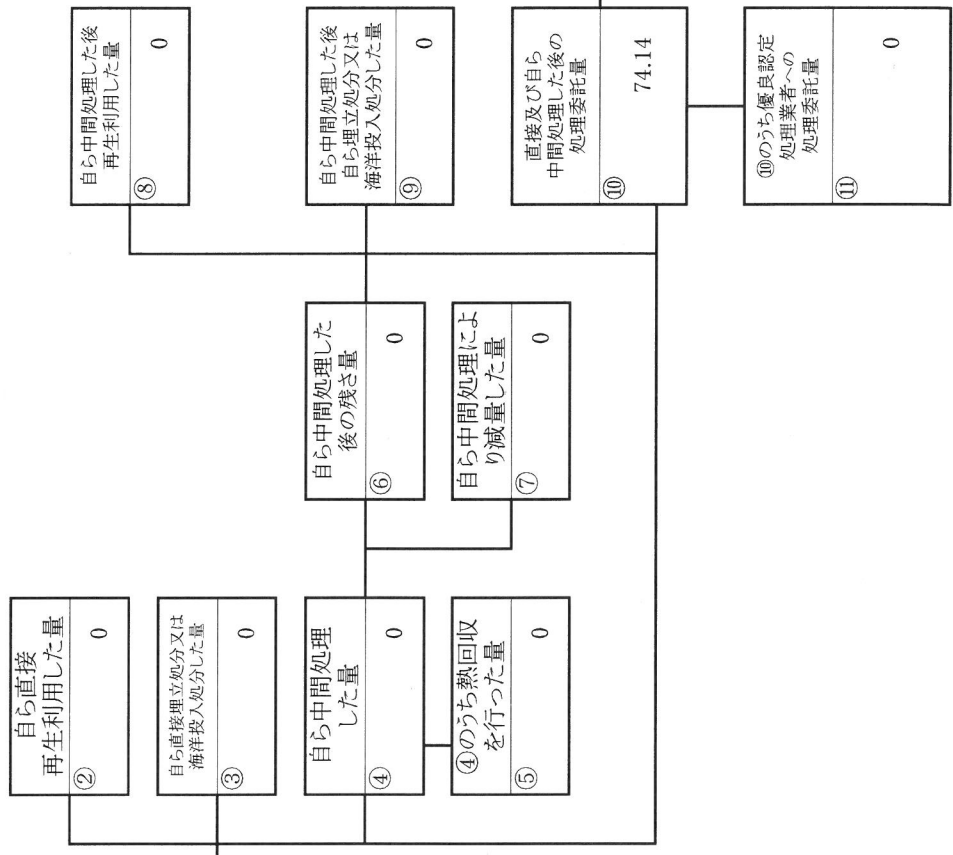 自ら直接
再生利用した量
②
0
自ら直接埋立処分又は
海洋投入処分した量
③
0
自ら中間処理
した量
④
0
④のうち熱回収
を行った量
⑤
0
自ら中間処理した
後の残さ量
⑥
0
自ら中間処理によ
り減量した量
⑦
0
自ら中間処理した後
再生利用した量
⑧
0
自ら中間処理した後
自ら埋立処分又は
海洋投入処分した量
⑨
0
直接及び自ら
中間処理した後の
処理委託量
⑩
74.14
⑩のうち優良認定
処理業者への
処理委託量
⑪
0